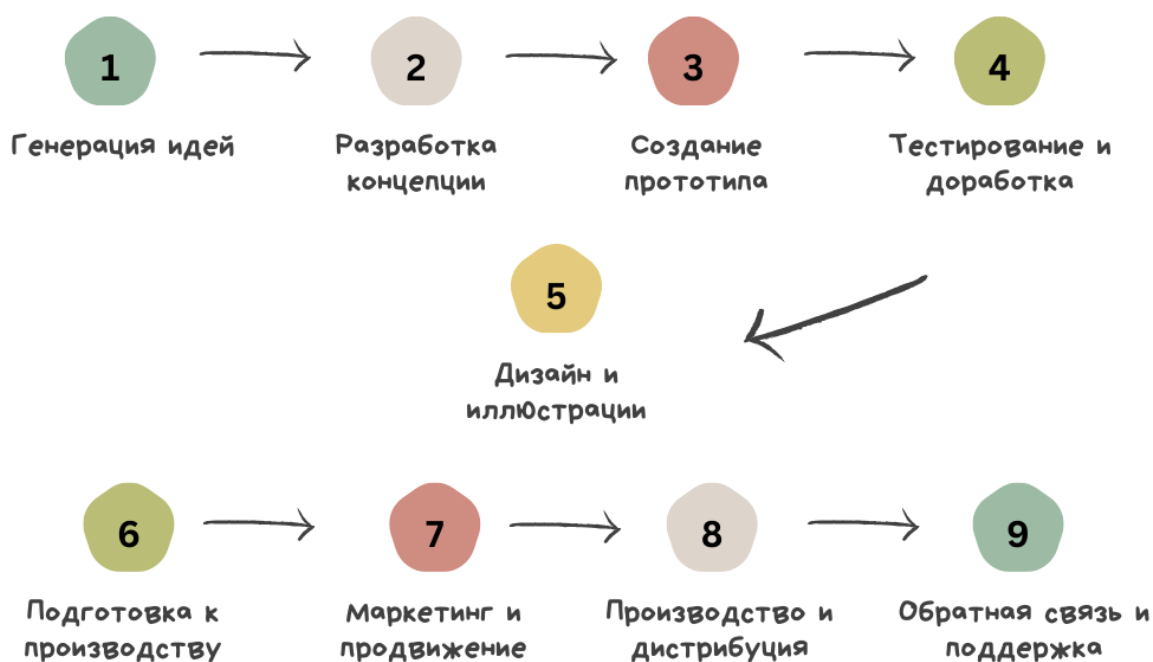 1
2
3
4
Генерация идей
Разработка
концепции
Создание
прототипа
Тестирование и
доработка
5
Дизайн и
иллюстрации
6
7
8
9
Подготовка к
производству
Маркетинг и
продвижение
Производство и
дистрибуция
Обратная связь и
поддержка